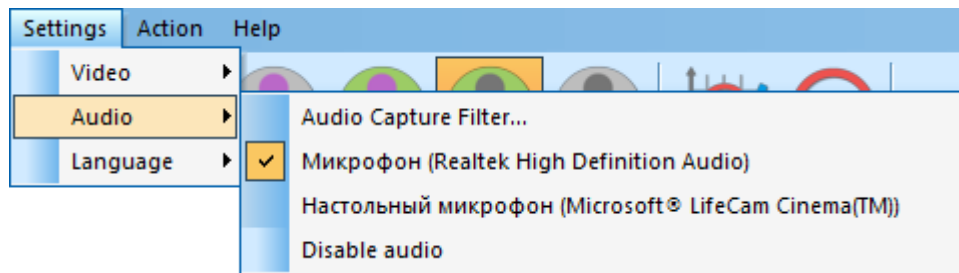 Settings Action Help
Video
Audio
Language
Audio Capture Filter...
Микрофон (Realtek High Definition Audio)
Настольный микрофон (Microsoft® LifeCam Cinema(TM))
Disable audio